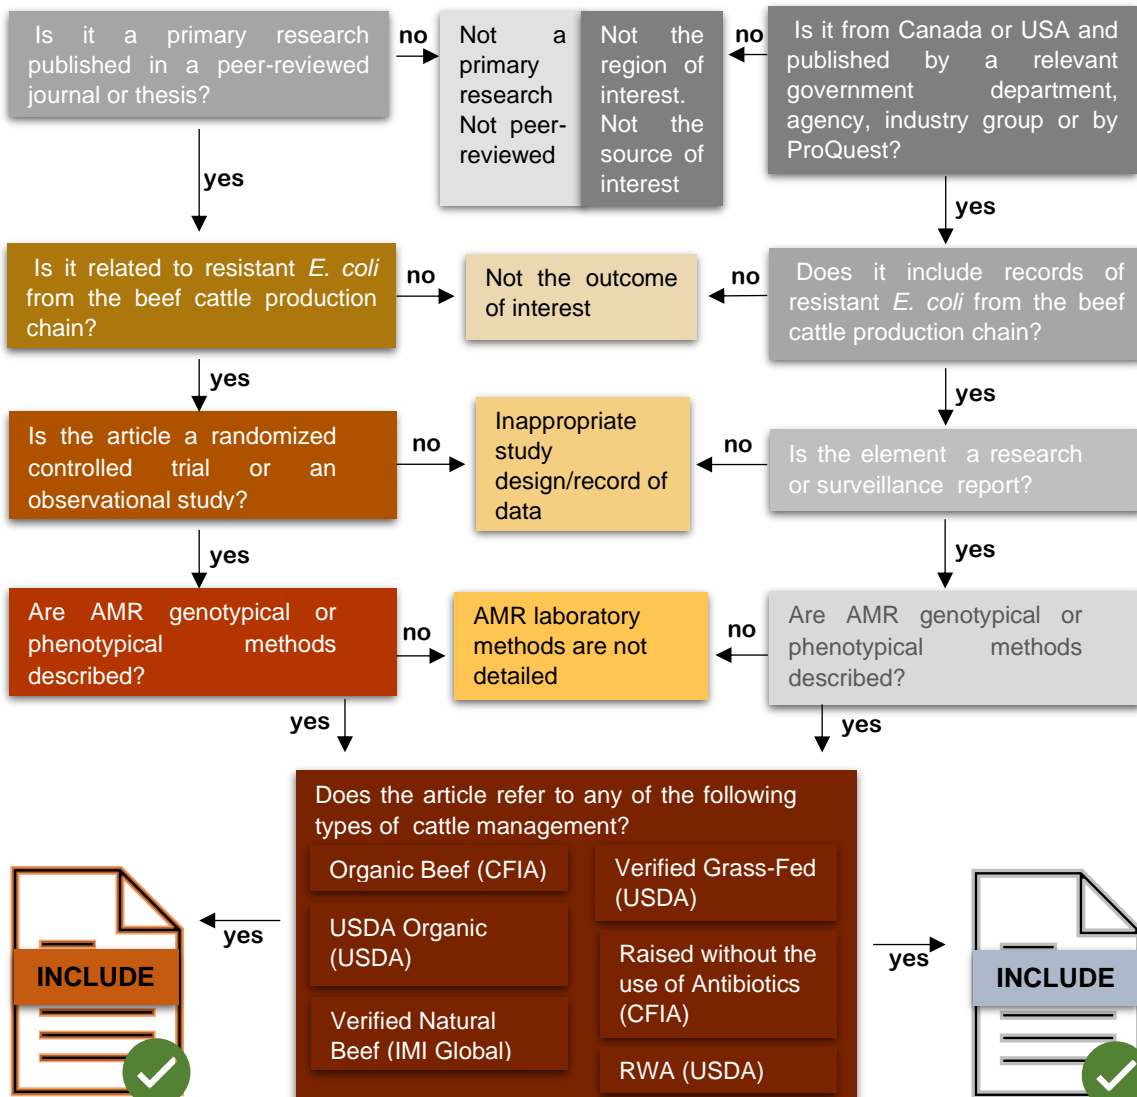 Is it a primary research
published in a peer-reviewed
journal or thesis?
no
Not a
primary
research
Not peer-
reviewed
Not the
region of
interest.
Not the
source of
interest
no
Is it from Canada or USA and
published by a relevant
government department,
agency, industry group or by
ProQuest?
yes
yes
Is it related to resistant E. coli
from the beef cattle production
chain?
no
Not the outcome
of interest
no
Does it include records of
resistant E. coli from the beef
cattle production chain?
yes
yes
Is the article a randomized
controlled trial or an
observational study?
no
Inappropriate
study
design/record of
data
no
Is the element a research
or surveillance report?
yes
yes
Are AMR genotypical or
phenotypical methods
described?
no
AMR laboratory
methods are not
detailed
no
Are AMR genotypical or
phenotypical methods
described?
yes
yes
Does the article refer to any of the following
types of cattle management?
Organic Beef (CFIA)
USDA Organic
(USDA)
Verified Natural
Beef (IMI Global)
Verified Grass-Fed
(USDA)
Raised without the
use of Antibiotics
(CFIA)
RWA (USDA)
yes
INCLUDE
yes
INCLUDE